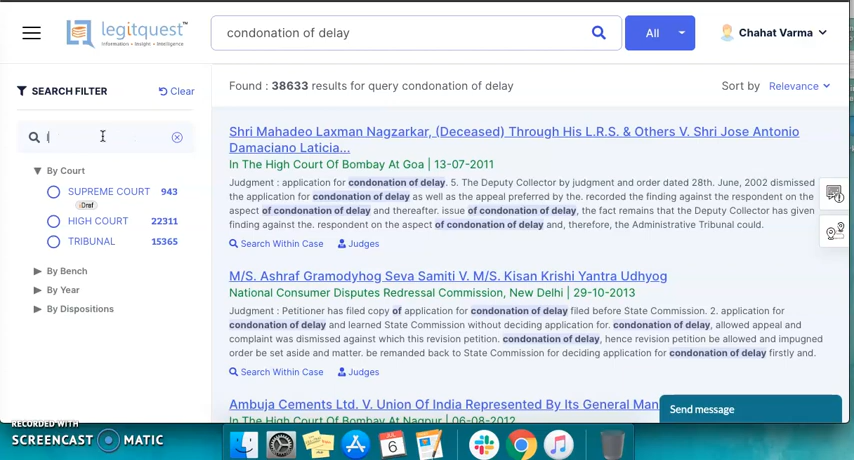 legitquest™
Information • Insight • Intelligence
condonation of delay
All
Chahat Varma
SEARCH FILTER
Clear
Found : 38633 results for query condonation of delay
Sort by Relevance
By Court
SUPREME COURT 943
iDraf
HIGH COURT 22311
TRIBUNAL 15365
By Bench
By Year
By Dispositions
Shri Mahadeo Laxman Nagzarkar, (Deceased) Through His L.R.S. & Others V. Shri Jose Antonio
Damaciano Laticia...
In The High Court Of Bombay At Goa | 13-07-2011
Judgment : application for condonation of delay. 5. The Deputy Collector by judgment and order dated 28th. June, 2002 dismissed
the application for condonation of delay as well as the appeal preferred by the. recorded the finding against the respondent on the
aspect of condonation of delay and thereafter. issue of condonation of delay, the fact remains that the Deputy Collector has given
finding against the. respondent on the aspect of condonation of delay and, therefore, the Administrative Tribunal could.
Search Within Case Judges
M/S. Ashraf Gramodyhog Seva Samiti V. M/S. Kisan Krishi Yantra Udhyog
National Consumer Disputes Redressal Commission, New Delhi | 29-10-2013
Judgment : Petitioner has filed copy of application for condonation of delay filed before State Commission. 2. application for
condonation of delay and learned State Commission without deciding application for. condonation of delay, allowed appeal and
complaint was dismissed against which this revision petition. condonation of delay, hence revision petition be allowed and impugned
order be set aside and matter. be remanded back to State Commission for deciding application for condonation of delay firstly and.
Search Within Case Judges
Ambuja Cements Ltd. V. Union Of India Represented By Its General Man
In The High Court Of Bombay At Nagpur | 06-08-2012
Send message
RECORDED WITH
SCREENCAST MATIC
JUL
6